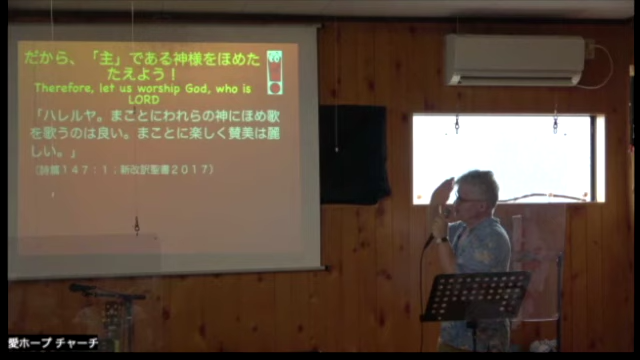 だから、「主」である神様をほめた
たえよう！
Therefore, let us worship God, who is
LORD
「ハレルヤ。まことにわれらの神にほめ歌
を歌うのは良い。まことに楽しく賛美は麗
しい。」
（詩篇１４７：１；新改訳聖書２０１７）
愛ホープ チャーチ